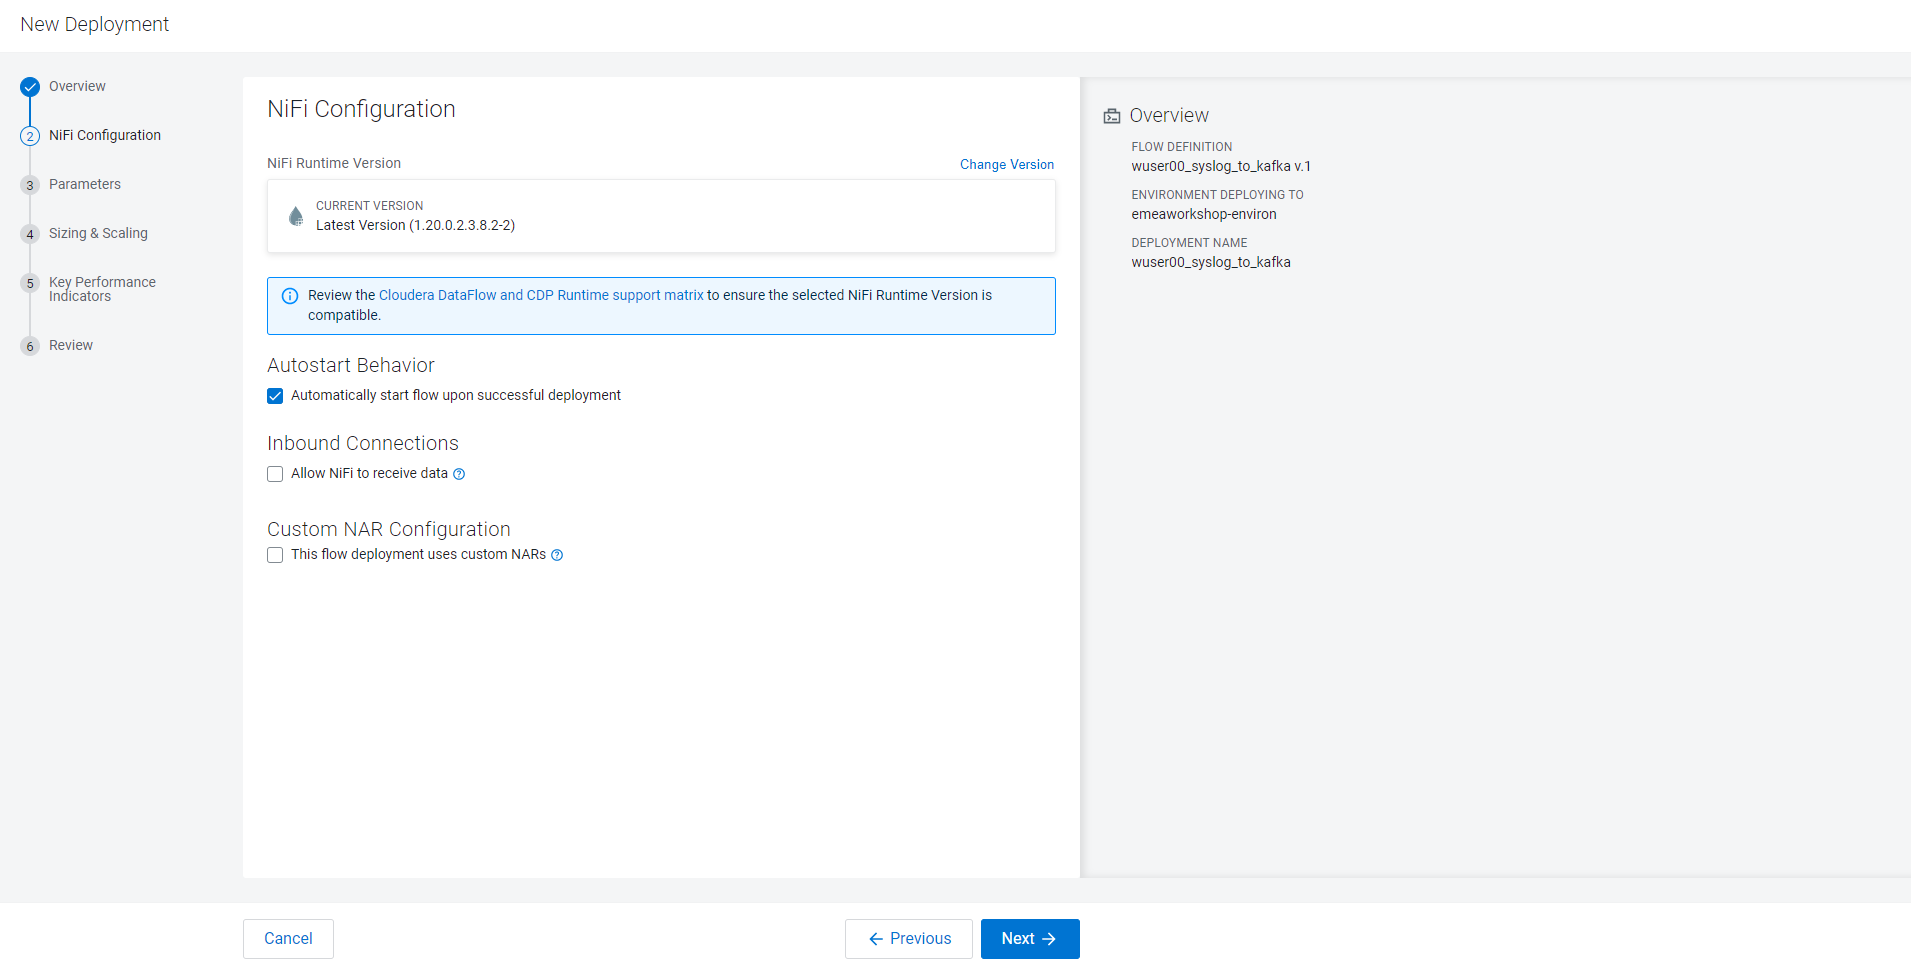 New Deployment
Overview
2 NiFi Configuration
3 Parameters
4 Sizing & Scaling
5 Key Performance
Indicators
6 Review
NiFi Configuration
NiFi Runtime Version
Change Version
CURRENT VERSION
Latest Version (1.20.0.2.3.8.2-2)
Review the Cloudera DataFlow and CDP Runtime support matrix to ensure the selected NiFi Runtime Version is
compatible.
Autostart Behavior
Automatically start flow upon successful deployment
Inbound Connections
Allow NiFi to receive data
Custom NAR Configuration
This flow deployment uses custom NARs
Overview
FLOW DEFINITION
wuser00_syslog_to_kafka v.1
ENVIRONMENT DEPLOYING TO
emeaworkshop-environ
DEPLOYMENT NAME
wuser00_syslog_to_kafka
Cancel
Previous
Next